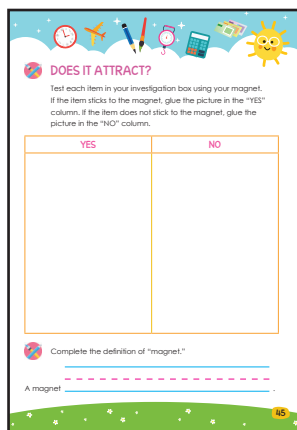 DOES IT ATTRACT?
Test each item in your investigation box using your magnet.
If the item sticks to the magnet, glue the picture in the “YES”
column. If the item does not stick to the magnet, glue the
picture in the “NO” column.
YES NO
Complete the definition of “magnet.”
A magnet .
45